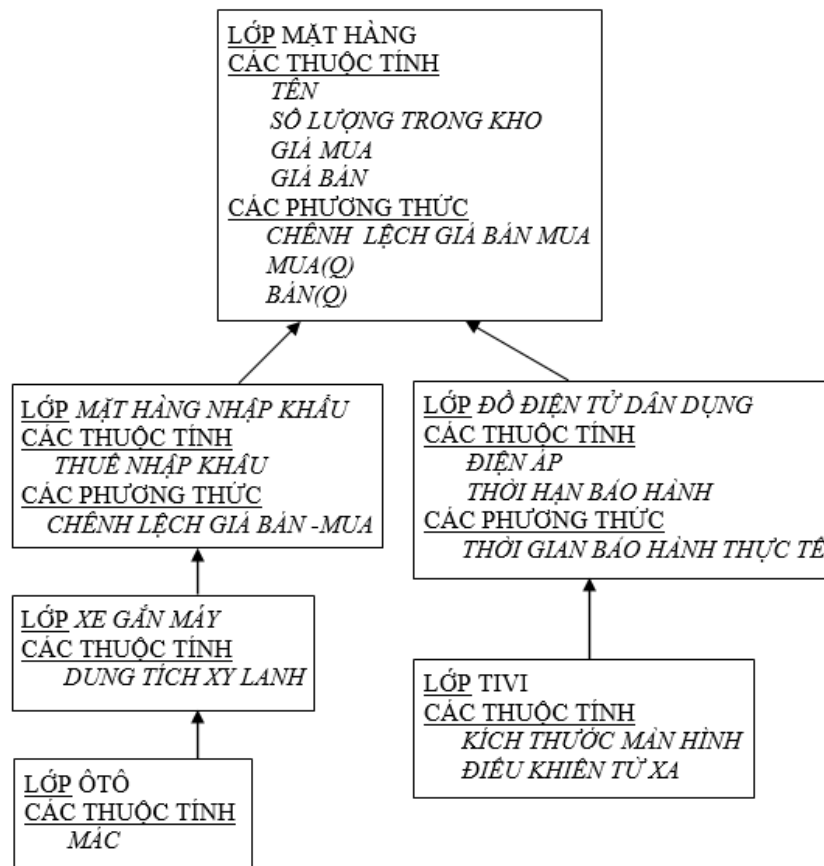 LỚP MẶT HÀNG
CÁC THUỘC TÍNH
TÊN
SỐ LƯỢNG TRONG KHO
GIÁ MUA
GIÁ BÁN
CÁC PHƯƠNG THỨC
CHÊNH LỆCH GIÁ BÁN MUA
MUA(Q)
BÁN(Q)
LỚP MẶT HÀNG NHẬP KHẨU
CÁC THUỘC TÍNH
THUẾ NHẬP KHẨU
CÁC PHƯƠNG THỨC
CHÊNH LỆCH GIÁ BÁN -MUA
LỚP ĐỒ ĐIỆN TỬ DÂN DỤNG
CÁC THUỘC TÍNH
ĐIỆN ÁP
THỜI HẠN BẢO HÀNH
CÁC PHƯƠNG THỨC
THỜI GIAN BẢO HÀNH THỰC TẾ
LỚP XE GẮN MÁY
CÁC THUỘC TÍNH
DUNG TÍCH XY LANH
LỚP TIVI
CÁC THUỘC TÍNH
KÍCH THƯỚC MÀN HÌNH
ĐIỀU KHIỂN TỪ XA
LỚP ÔTÔ
CÁC THUỘC TÍNH
MÁC